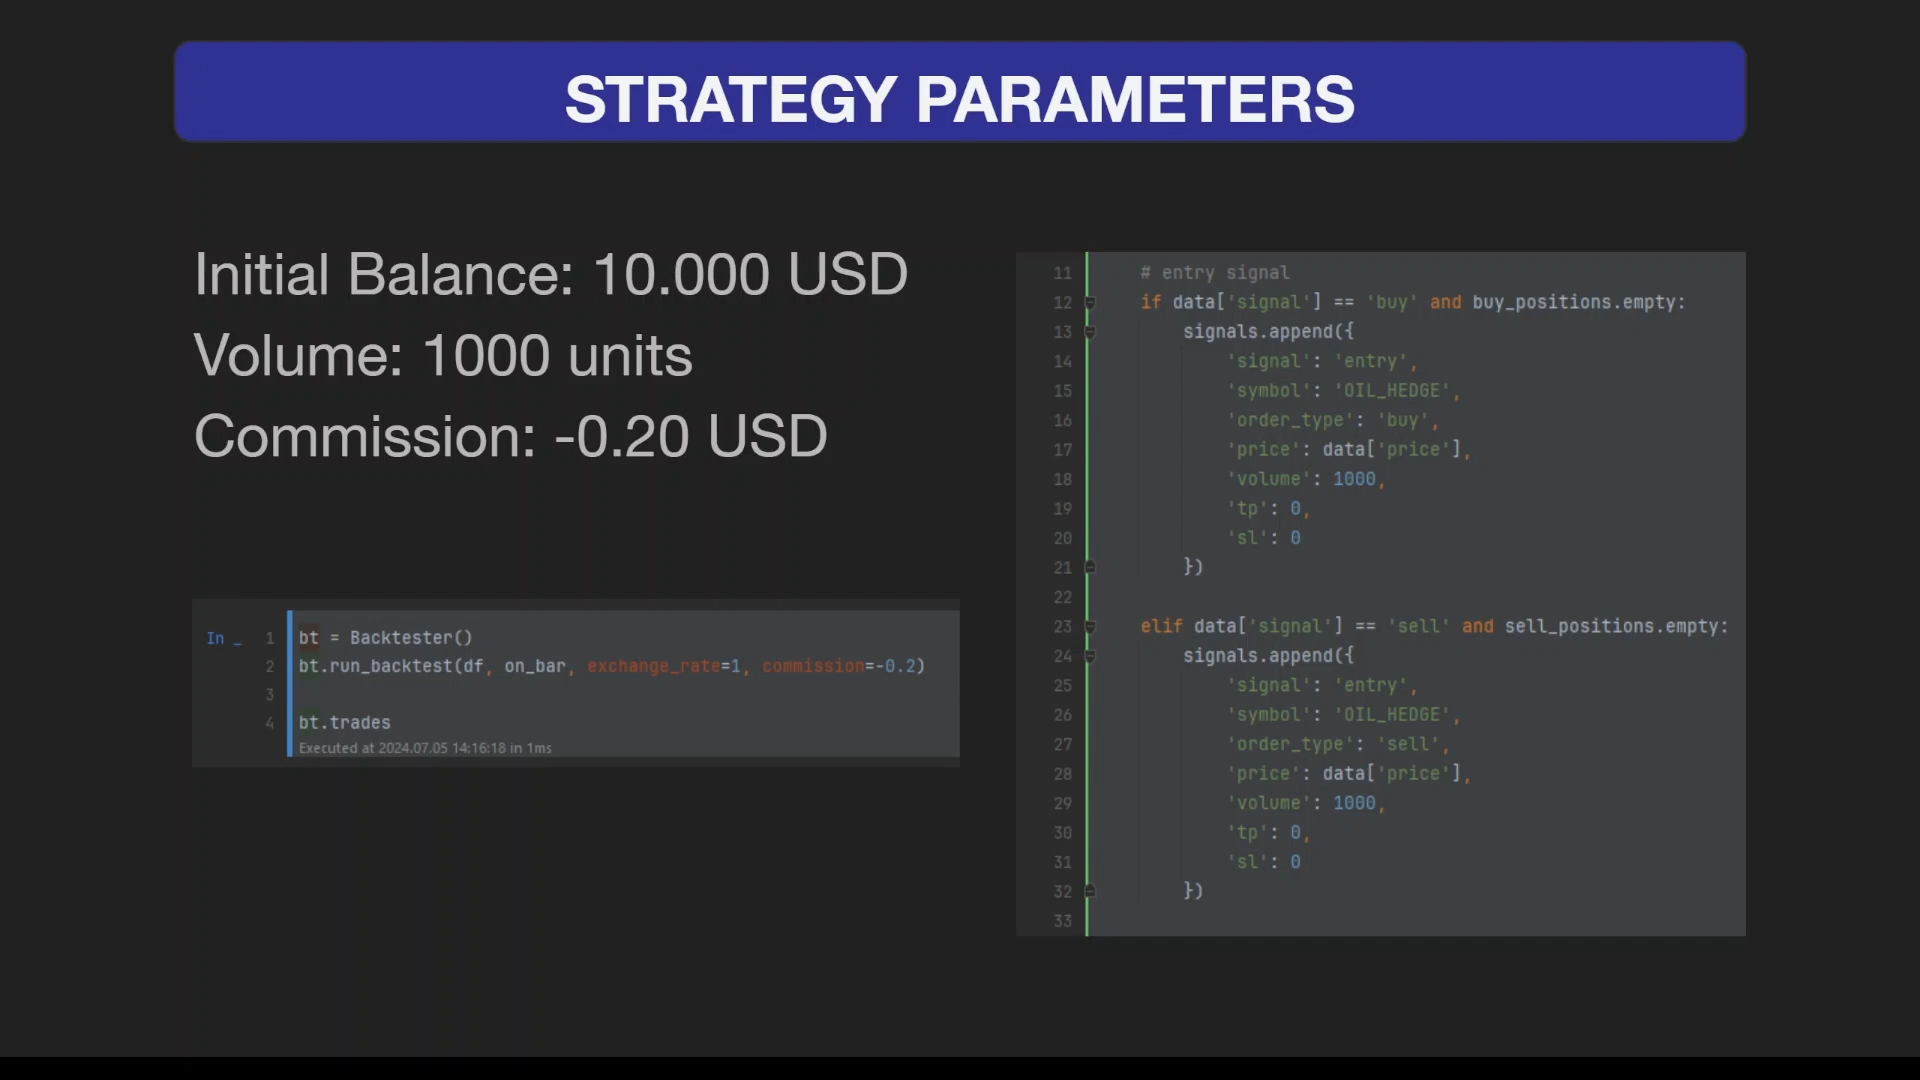 STRATEGY PARAMETERS
Initial Balance: 10.000 USD
Volume: 1000 units
Commission: -0.20 USD
In _ 1 bt = Backtester()
2 bt.run_backtest(df, on_bar, exchange_rate=1, commission=-0.2)
3
4 bt.trades
Executed at 2024.07.05 14:16:18 in 1ms
11 # entry signal
12 if data['signal'] == 'buy' and buy_positions.empty:
13 signals.append({
14 'signal': 'entry',
15 'symbol': 'OIL_HEDGE',
16 'order_type': 'buy',
17 'price': data['price'],
18 'volume': 1000,
19 'tp': 0,
20 'sl': 0
21 })
22
23 elif data['signal'] == 'sell' and sell_positions.empty:
24 signals.append({
25 'signal': 'entry',
26 'symbol': 'OIL_HEDGE',
27 'order_type': 'sell',
28 'price': data['price'],
29 'volume': 1000,
30 'tp': 0,
31 'sl': 0
32 })
33